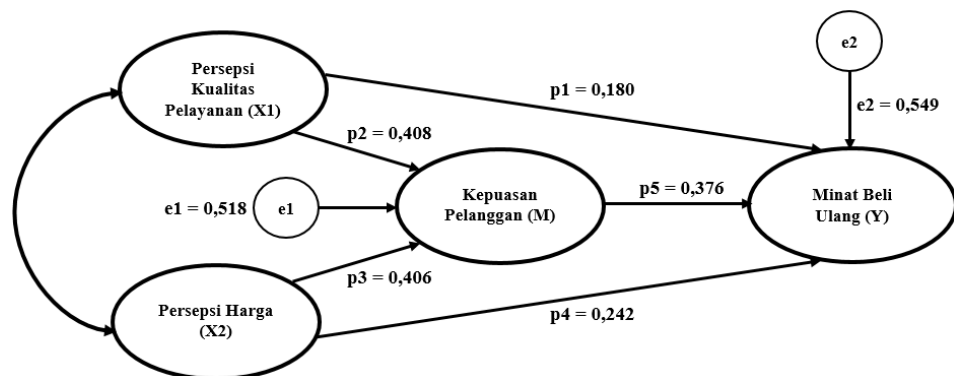 e2
Persepsi
Kualitas
Pelayanan (X1)
p1 = 0,180
e2 = 0,549
p2 = 0,408
Kepuasan
Pelanggan (M)
p5 = 0,376
Minat Beli
Ulang (Y)
e1 = 0,518
e1
p3 = 0,406
Persepsi Harga
(X2)
p4 = 0,242